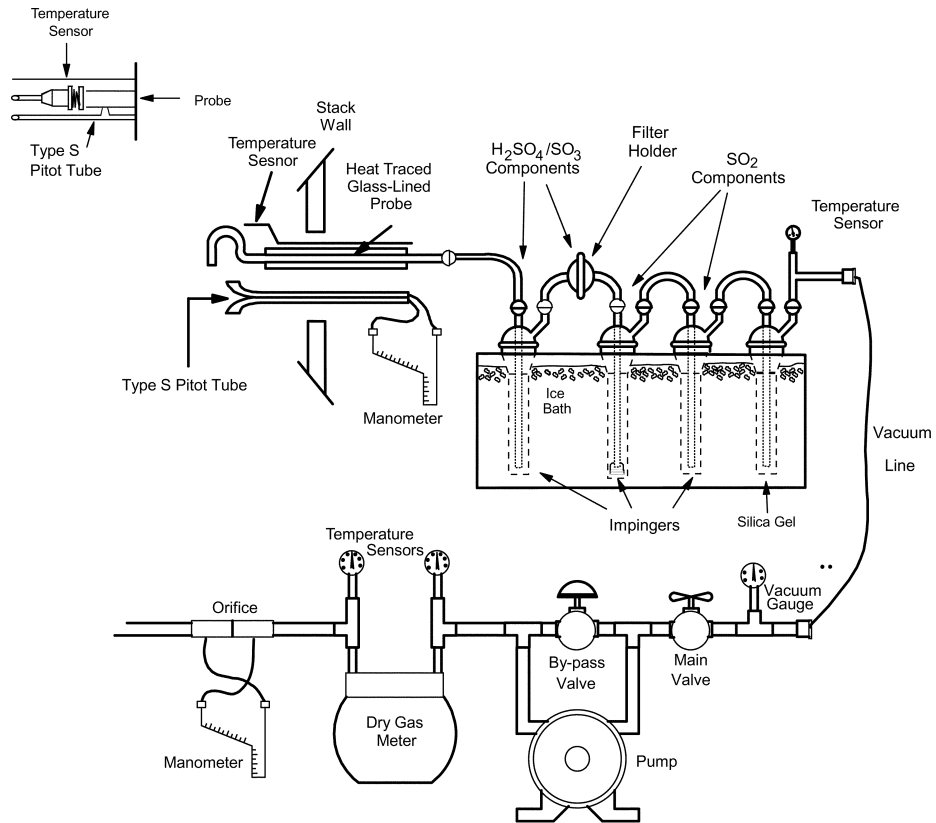 Temperature
Sensor
Probe
Type S
Pitot Tube
Stack
Wall
Temperature
Sesnor
Heat Traced
Glass-Lined
Probe
H2SO4/SO3
Components
Filter
Holder
SO2
Components
Temperature
Sensor
Type S Pitot Tube
Manometer
Ice
Bath
Vacuum
Line
Impingers
Silica Gel
Temperature
Sensors
Orifice
Vacuum
Gauge
By-pass
Valve
Main
Valve
Dry Gas
Meter
Manometer
Pump